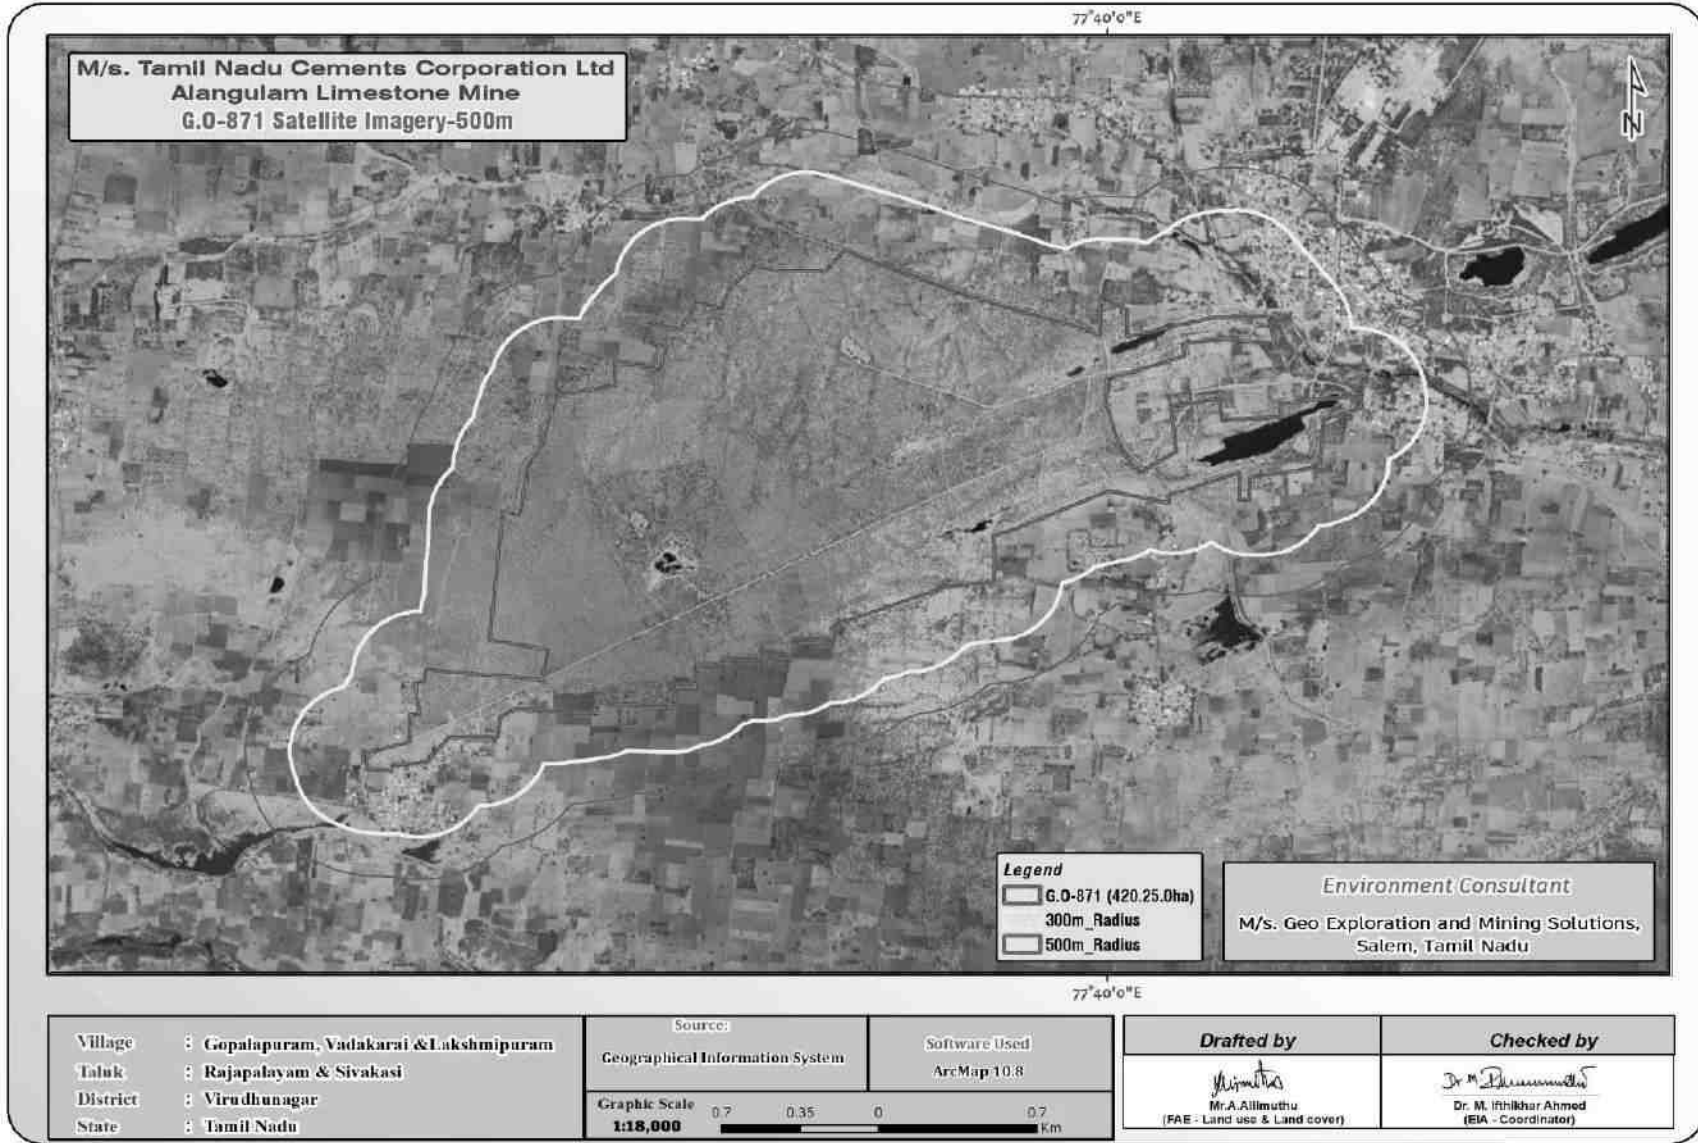 77°40'0"E
M/s. Tamil Nadu Cements Corporation Ltd
Alangulam Limestone Mine
G.O-871 Satellite Imagery-500m
N
Legend
G.O-871 (420.25.0ha)
300m_Radius
500m_Radius
Environment Consultant
M/s. Geo Exploration and Mining Solutions,
Salem, Tamil Nadu
77°40'0"E
Village : Gopalapuram, Vadakarai &Lakshmipuram
Taluk : Rajapalayam & Sivakasi
District : Virudhunagar
State : Tamil Nadu
Source:
Geographical Information System
Software Used
ArcMap 10.8
Graphic Scale
1:18,000
0.7 0.35 0 0.7
Km
Drafted by
Mr.A.Allimuthu
(FAE - Land use & Land cover)
Checked by
Dr. M. Ifthikhar Ahmed
(EIA - Coordinator)